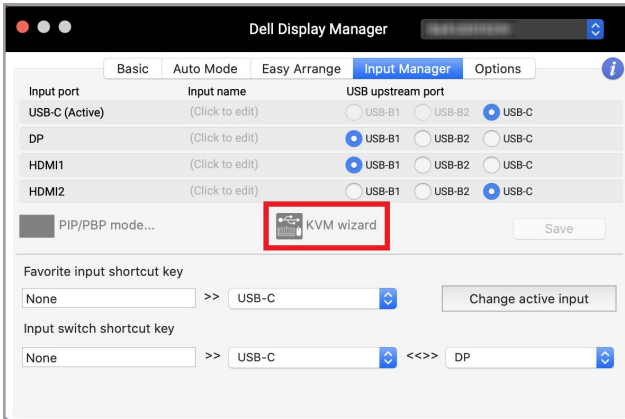 Dell Display Manager
Basic Auto Mode Easy Arrange Input Manager Options i
Input port Input name USB upstream port
USB-C (Active) (Click to edit) USB-B1 USB-B2 USB-C
DP (Click to edit) USB-B1 USB-B2 USB-C
HDMI1 (Click to edit) USB-B1 USB-B2 USB-C
HDMI2 (Click to edit) USB-B1 USB-B2 USB-C
PIP/PBP mode... KVM wizard Save
Favorite input shortcut key
None >> USB-C Change active input
Input switch shortcut key
None >> USB-C <<>> DP